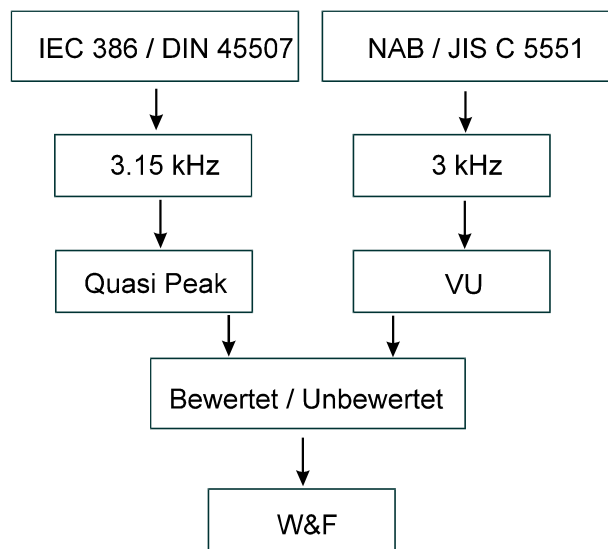 IEC 386 / DIN 45507
NAB / JIS C 5551
3.15 kHz
3 kHz
Quasi Peak
VU
Bewertet / Unbewertet
W&F